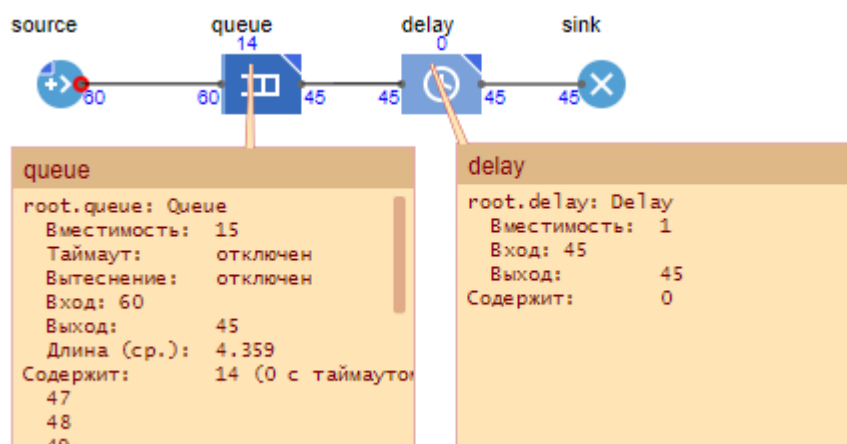 source queue delay sink
14 0
60 60 45 45 45 45
queue
root.queue: Queue
Вместимость: 15
Таймаут: отключен
Вытеснение: отключен
Вход: 60
Выход: 45
Длина (ср.): 4.359
Содержит: 14 (0 с таймаутом
47
48
49
delay
root.delay: Delay
Вместимость: 1
Вход: 45
Выход: 45
Содержит: 0